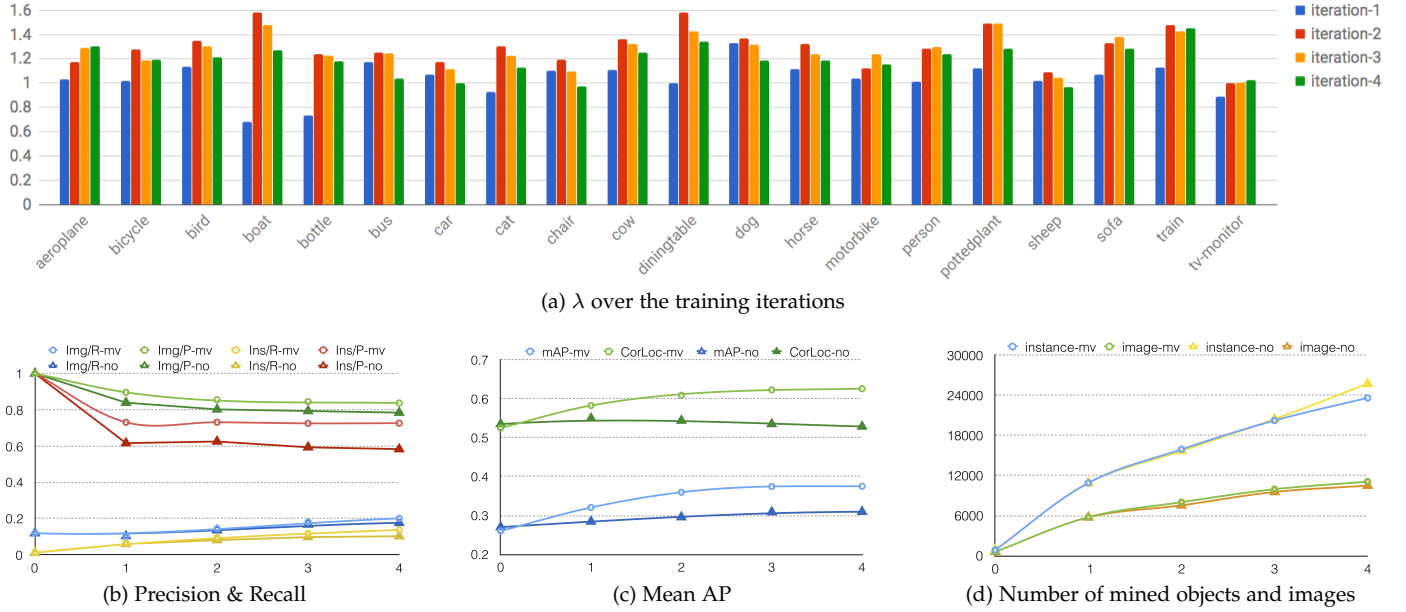 1.6
1.4
1.2
1
0.8
0.6
0.4
0.2
0
aeroplane
bicycle
bird
boat
bottle
bus
car
cat
chair
cow
diningtable
dog
horse
motorbike
person
pottedplant
sheep
sofa
train
tv-monitor
iteration-1
iteration-2
iteration-3
iteration-4
(a) λ over the training iterations
Img/R-mv Img/P-mv Ins/R-mv Ins/P-mv
Img/R-no Img/P-no Ins/R-no Ins/P-no
1
0.8
0.6
0.4
0.2
0
0 1 2 3 4
(b) Precision & Recall
mAP-mv CorLoc-mv mAP-no CorLoc-no
0.7
0.6
0.5
0.4
0.3
0.2
0 1 2 3 4
(c) Mean AP
instance-mv image-mv instance-no image-no
30000
24000
18000
12000
6000
0
0 1 2 3 4
(d) Number of mined objects and images